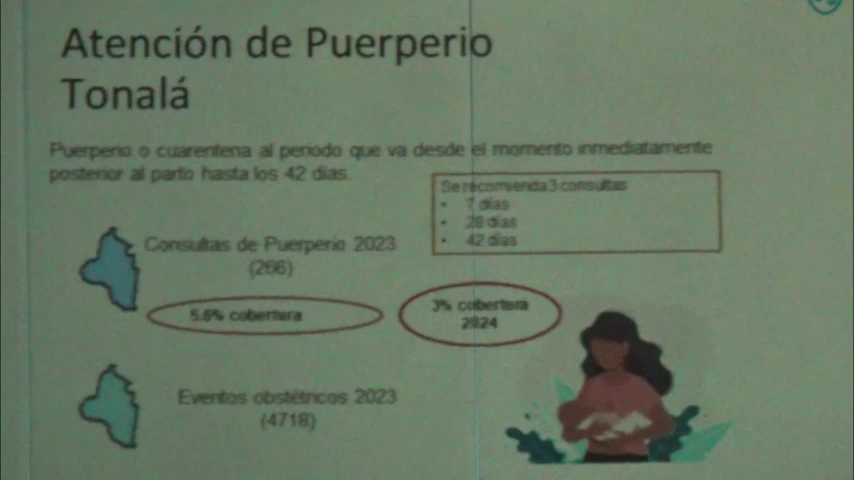 Atención de Puerperio
Tonalá
Puerperio o cuarentena al periodo que va desde el momento inmediatamente
posterior al parto hasta los 42 días.
Se recomienda 3 consultas
• 7 días
• 28 días
• 42 días
Consultas de Puerperio 2023
(266)
5.6% cobertura
3% cobertura
2024
Eventos obstétricos 2023
(4718)